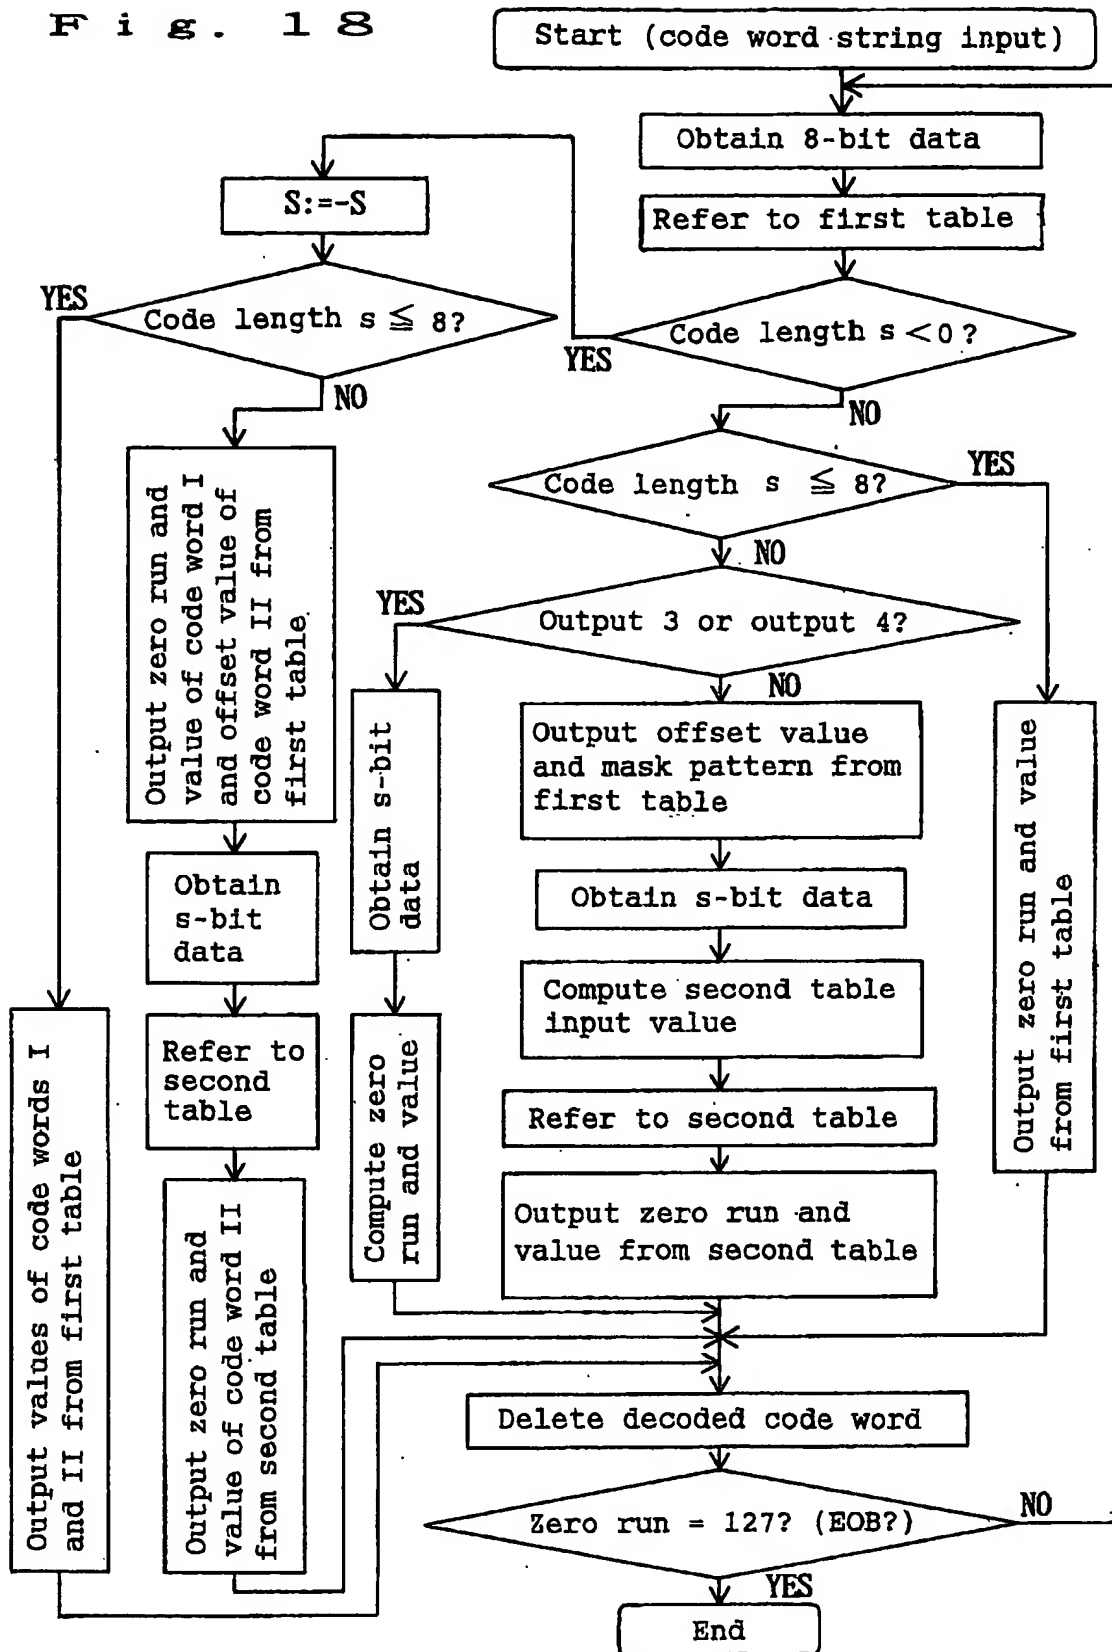 Fig. 18
Start (code word string input)
Obtain 8-bit data
Refer to first table
S:=-S
Code length s ≦ 8?
YES
NO
Code length s <0 ?
YES
NO
Code length s ≦ 8?
YES
NO
Output 3 or output 4?
YES
NO
Output zero run and
value of code word I
and offset value of
code word II from
first table
Obtain
s-bit
data
Refer to
second
table
Output zero run and
value of code word II
from second table
Output values of code words I
and II from first table
Obtain s-bit
data
Compute zero
run and value
Output offset value
and mask pattern from
first table
Obtain s-bit data
Compute second table
input value
Refer to second table
Output zero run and
value from second table
Output zero run and value
from first table
Delete decoded code word
Zero run = 127? (EOB?)
NO
YES
End